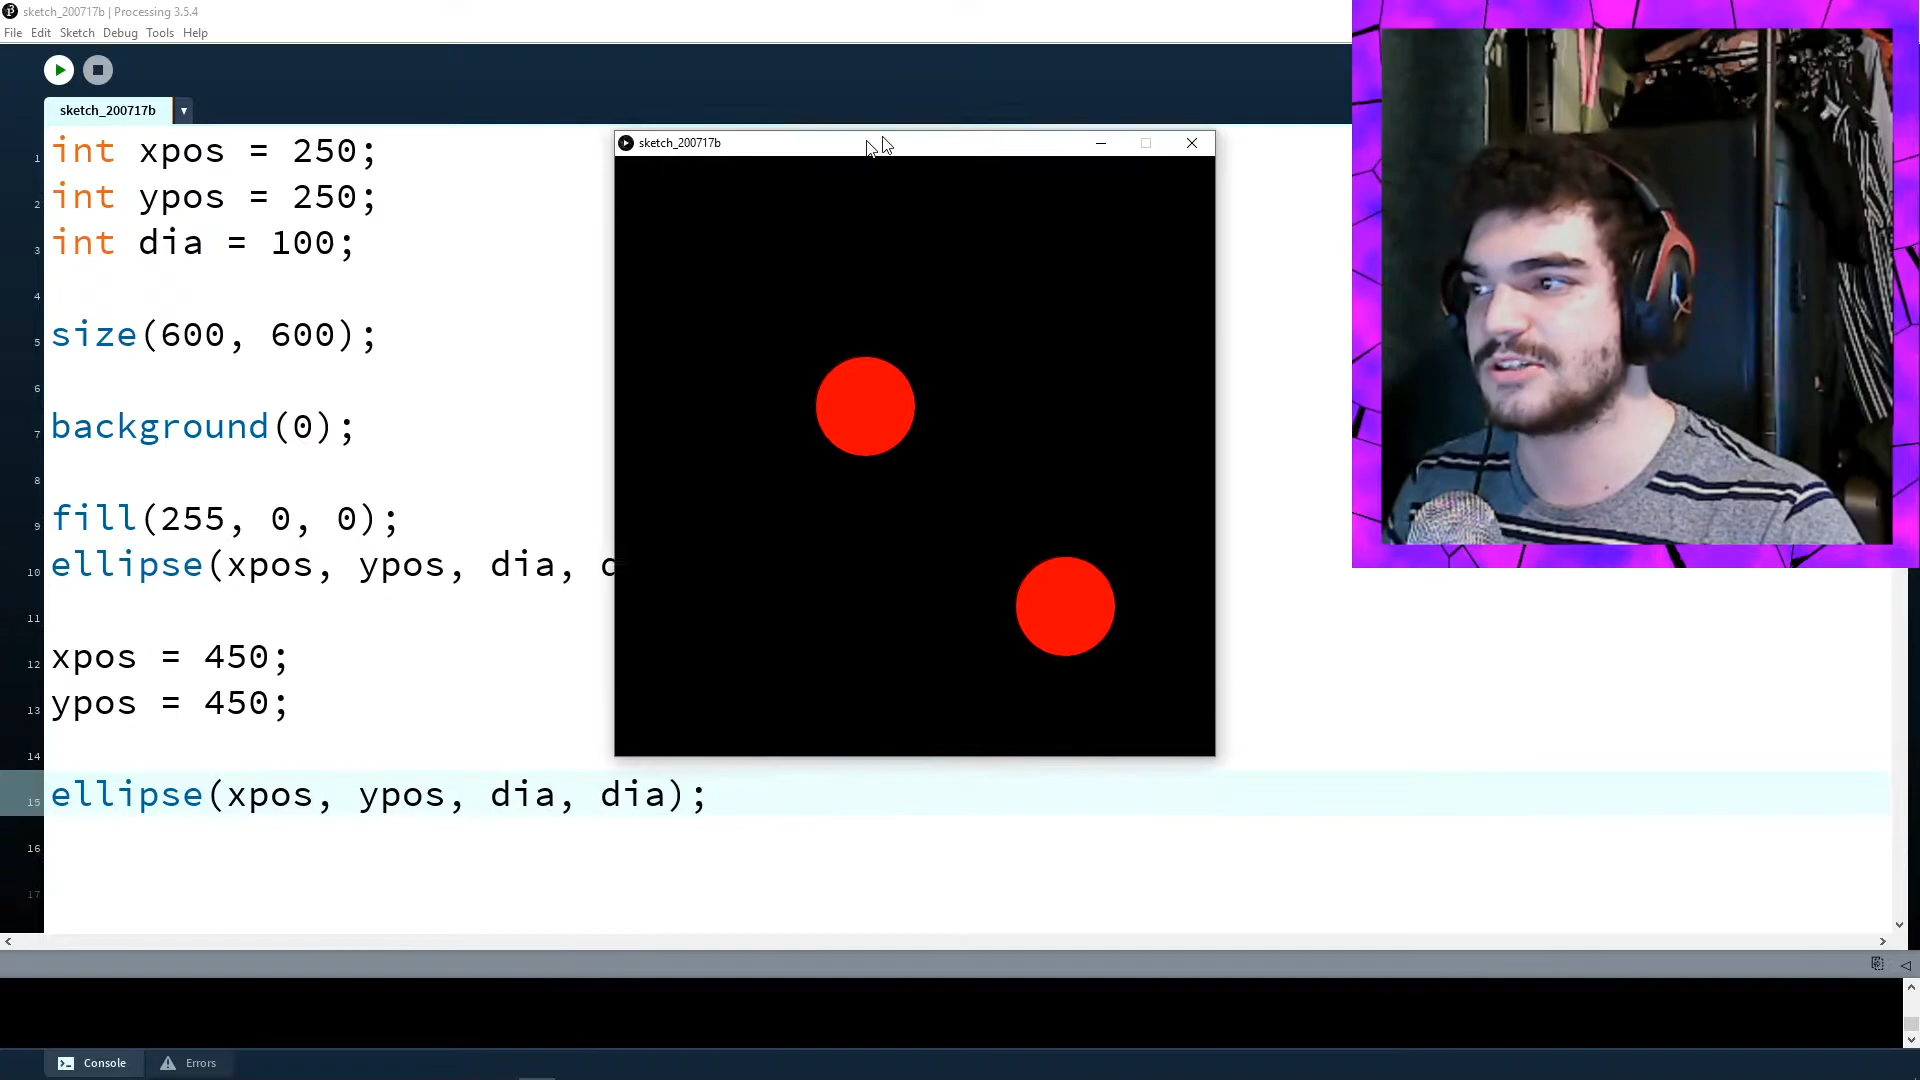 sketch_200717b | Processing 3.5.4
File Edit Sketch Debug Tools Help
sketch_200717b
sketch_200717b
1 int xpos = 250;
2 int ypos = 250;
3 int dia = 100;
4
5 size(600, 600);
6
7 background(0);
8
9 fill(255, 0, 0);
10 ellipse(xpos, ypos, dia, d
11
12 xpos = 450;
13 ypos = 450;
14
15 ellipse(xpos, ypos, dia, dia);
16
17
Console Errors